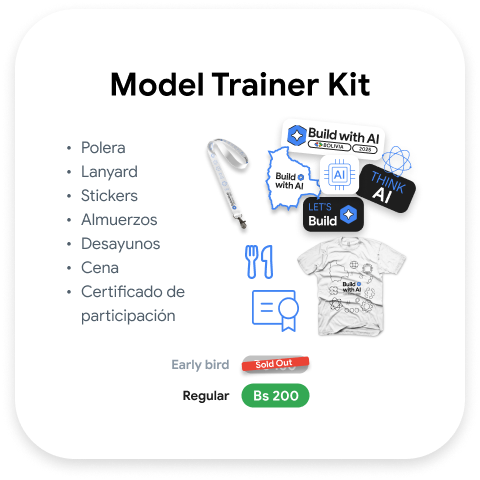 Model Trainer Kit
• Polera
• Lanyard
• Stickers
• Almuerzos
• Desayunos
• Cena
• Certificado de
participación
Build with AI
BOLIVIA 2025
Build
with AI
AI
THINK
AI
LET'S
Build
Build
with AI
Early bird Sold Out
Regular Bs 200